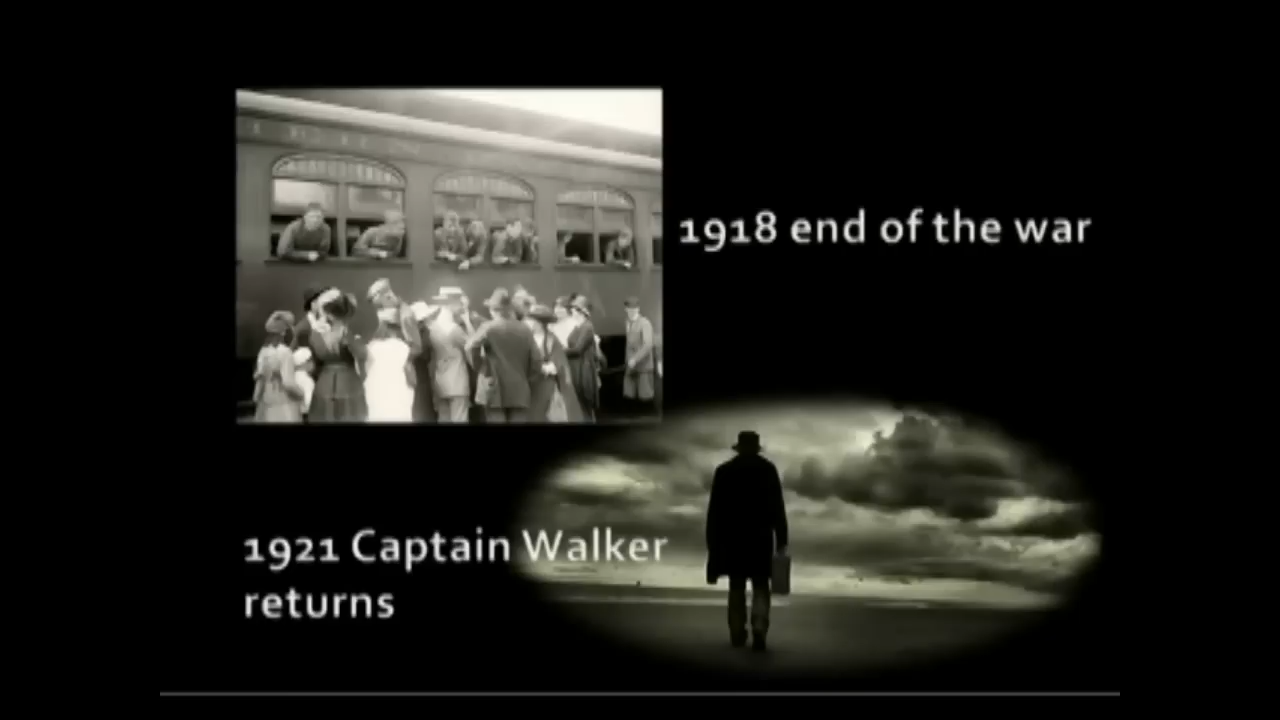 1918 end of the war
1921 Captain Walker
returns